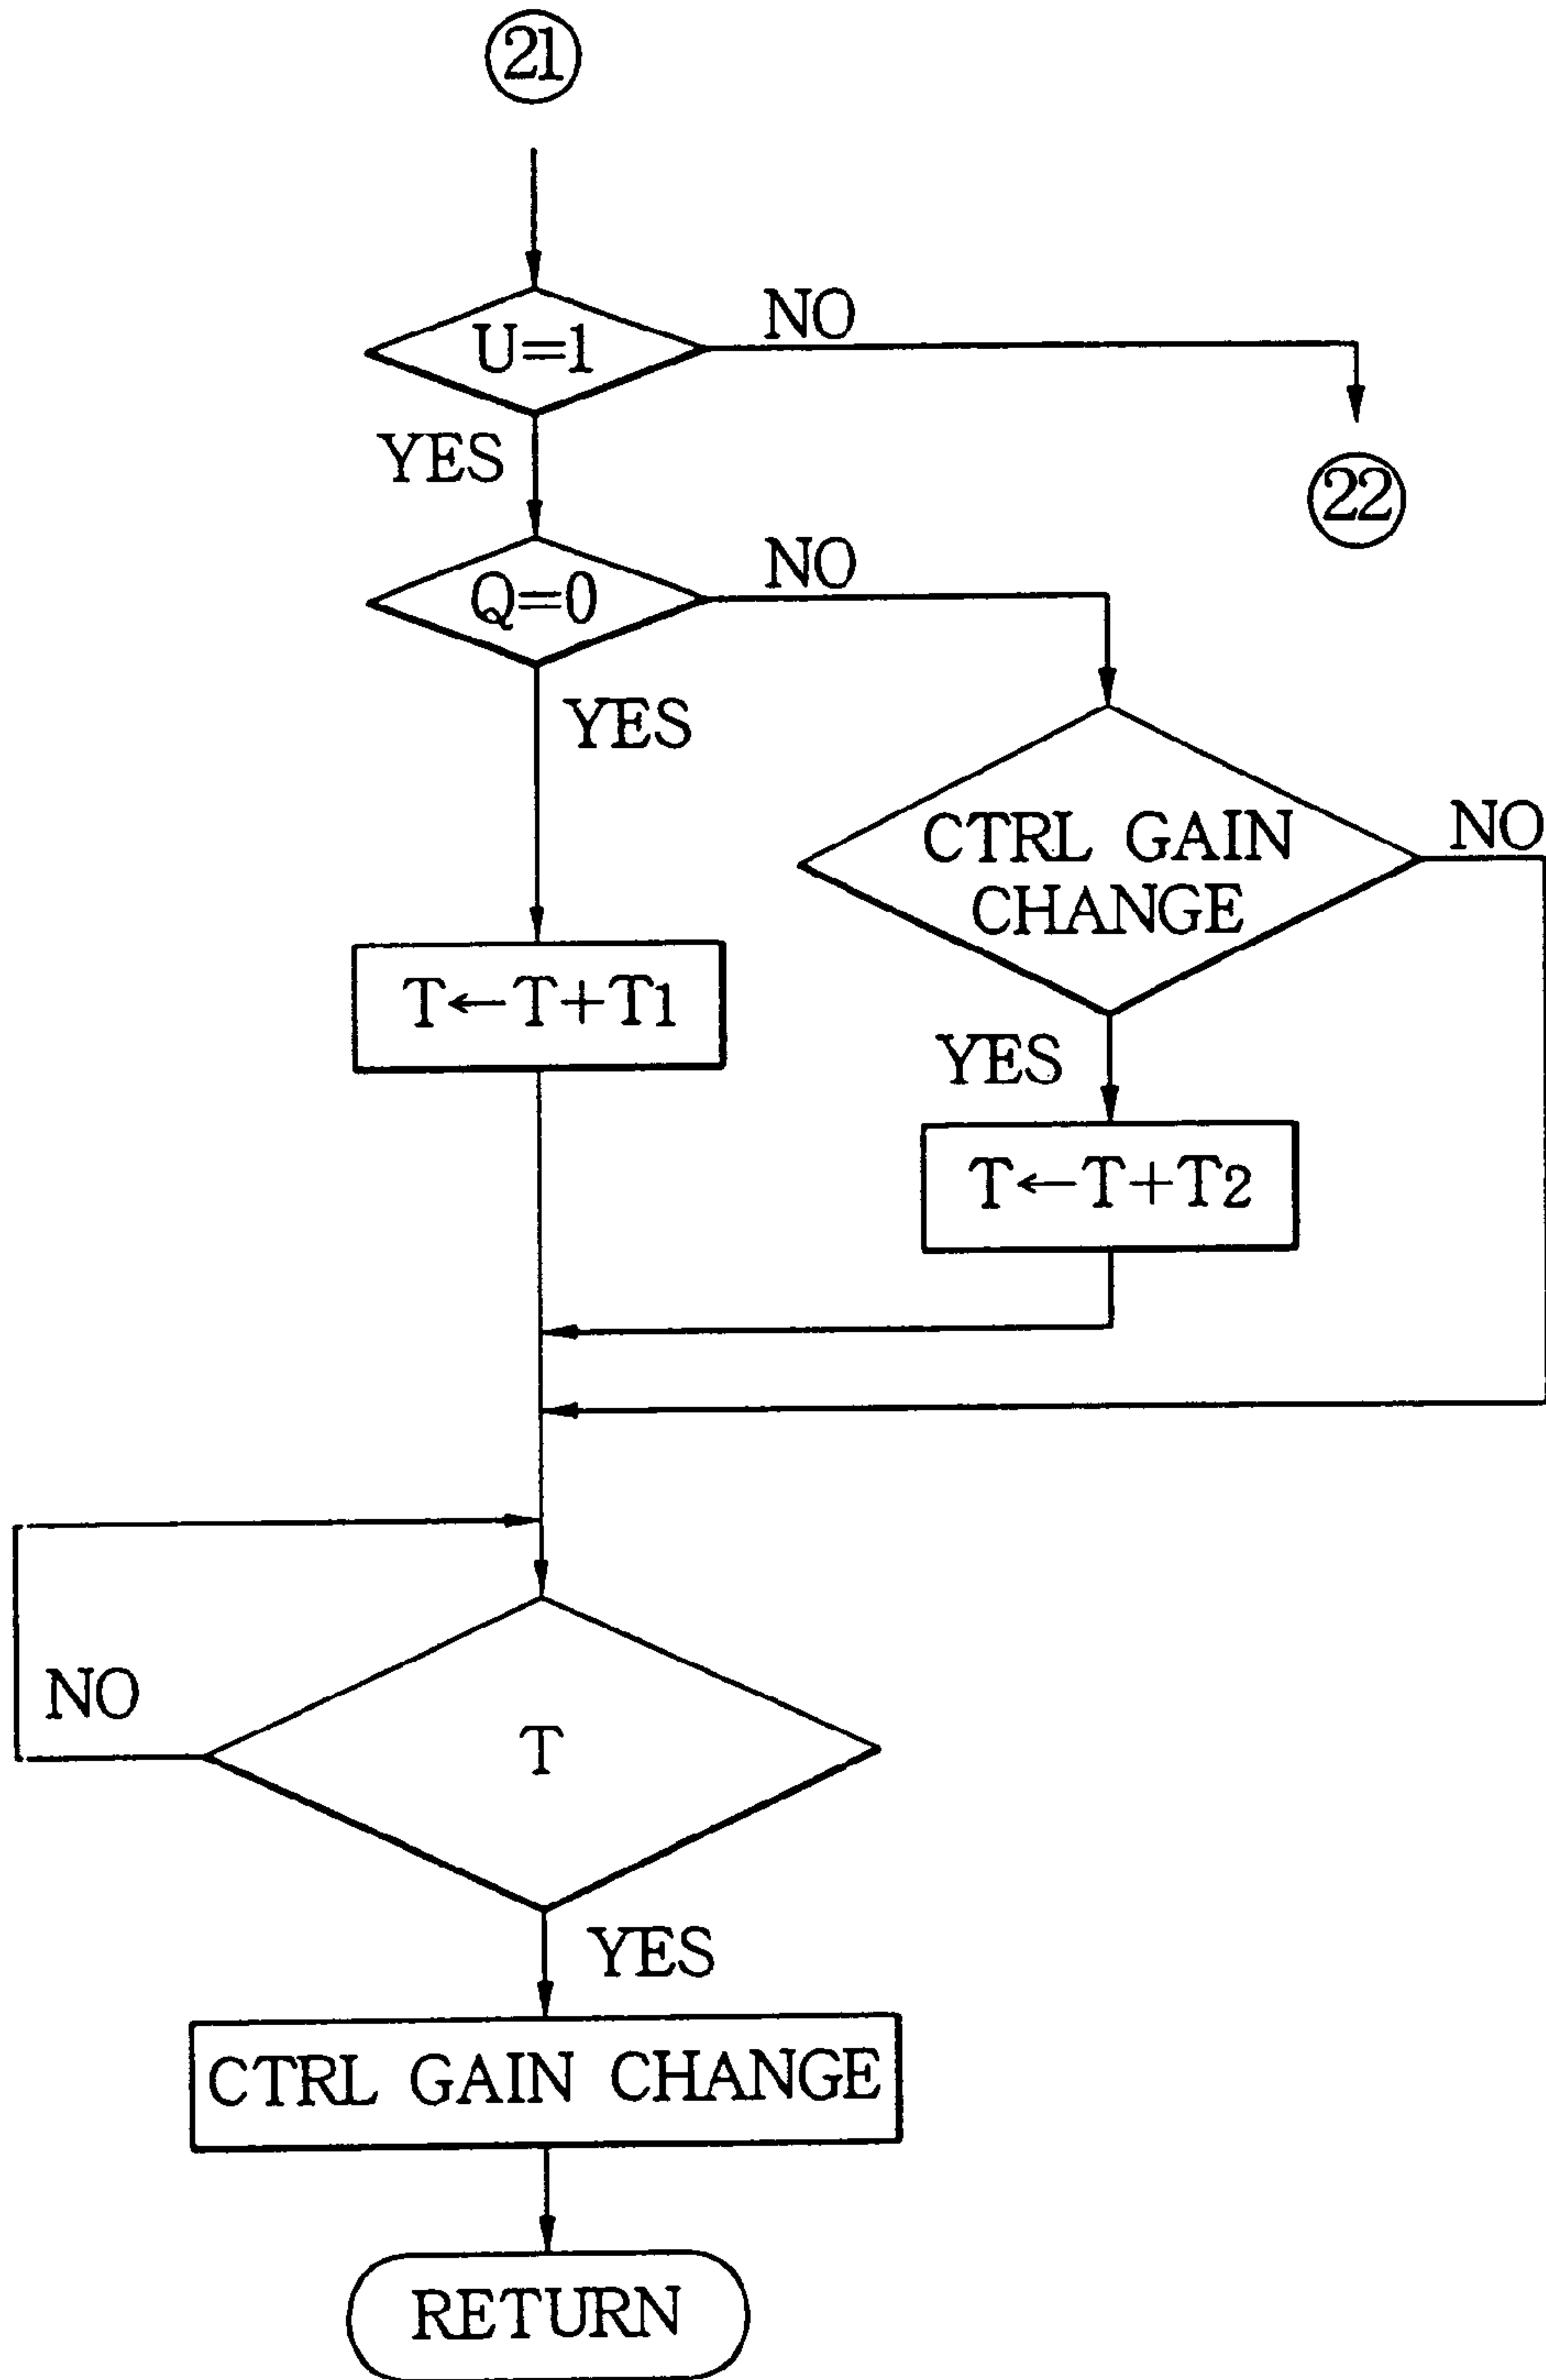 21
U=1
NO
YES
22
Q=0
NO
YES
CTRL GAIN
CHANGE
NO
T←T+T1
YES
T←T+T2
NO
T
YES
CTRL GAIN CHANGE
RETURN